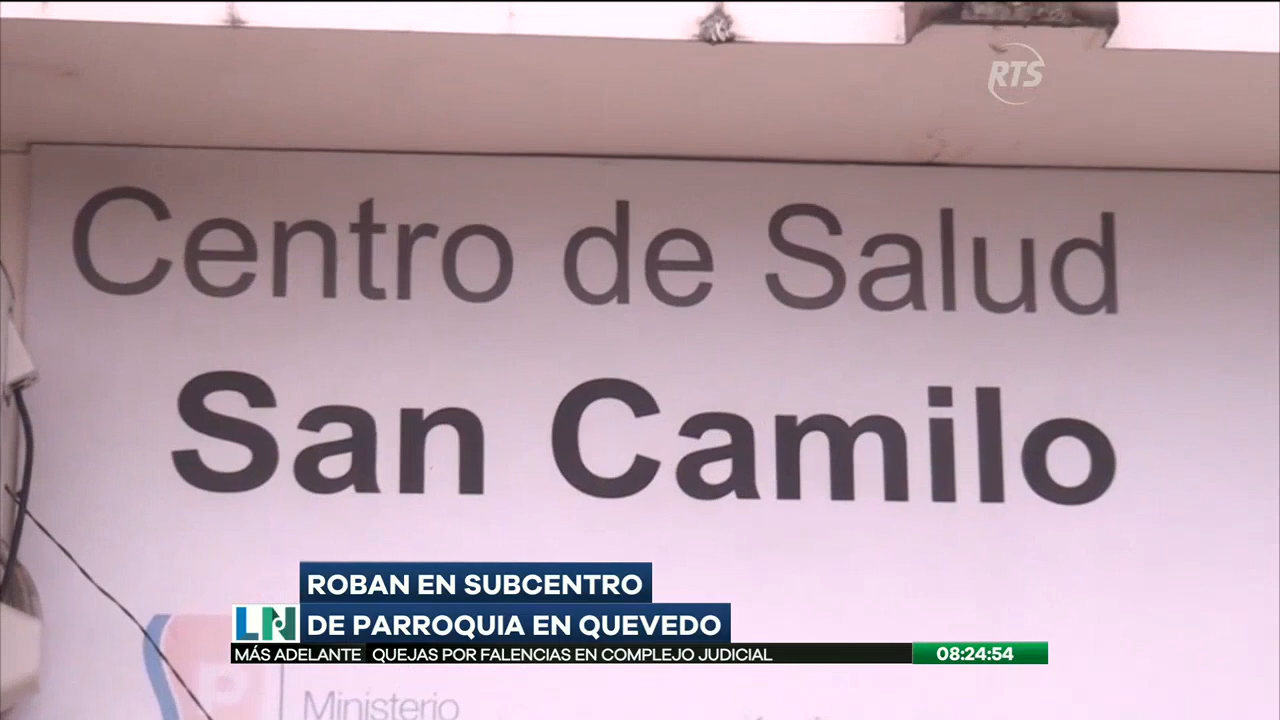 RTS
Centro de Salud
San Camilo
ROBAN EN SUBCENTRO
LN DE PARROQUIA EN QUEVEDO
MÁS ADELANTE QUEJAS POR FALENCIAS EN COMPLEJO JUDICIAL 08:24:54
P
Ministerio